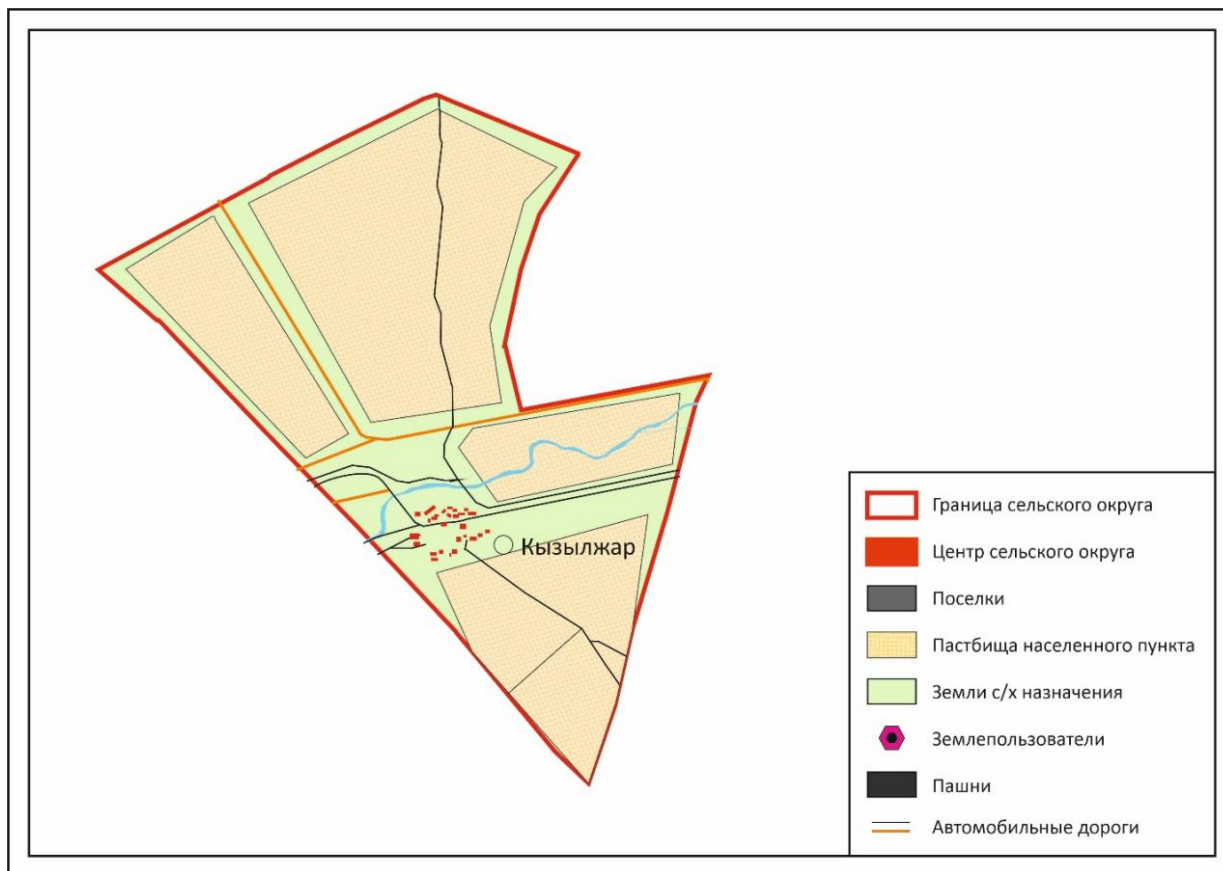 Кызылжар
Граница сельского округа
Центр сельского округа
Поселки
Пастбища населенного пункта
Земли с/х назначения
Землепользователи
Пашни
Автомобильные дороги